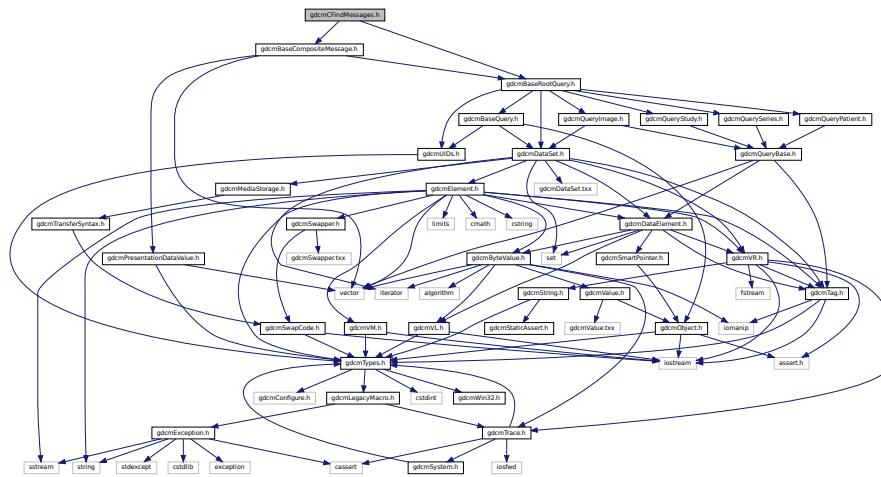 gdcmCFindMessages.h
gdcmBaseCompositeMessage.h
gdcmBaseRootQuery.h
gdcmBaseQuery.h
gdcmQueryImage.h
gdcmQueryStudy.h
gdcmQuerySeries.h
gdcmQueryPatient.h
gdcmUIDs.h
gdcmDataSet.h
gdcmQueryBase.h
gdcmMediaStorage.h
gdcmElement.h
gdcmDataSet.txx
gdcmTransferSyntax.h
gdcmSwapper.h
limits
cmath
cstring
gdcmDataElement.h
gdcmPresentationDataValue.h
gdcmSwapper.txx
gdcmByteValue.h
set
gdcmSmartPointer.h
gdcmVR.h
vector
iterator
algorithm
gdcmString.h
gdcmValue.h
fstream
gdcmTag.h
gdcmSwapCode.h
gdcmVM.h
gdcmVL.h
gdcmStaticAssert.h
gdcmValue.txx
gdcmObject.h
iomanip
gdcmTypes.h
iostream
assert.h
gdcmConfigure.h
gdcmLegacyMacro.h
cstdint
gdcmWin32.h
gdcmException.h
gdcmTrace.h
sstream
string
stdexcept
cstdlib
exception
cassert
gdcmSystem.h
iosfwd